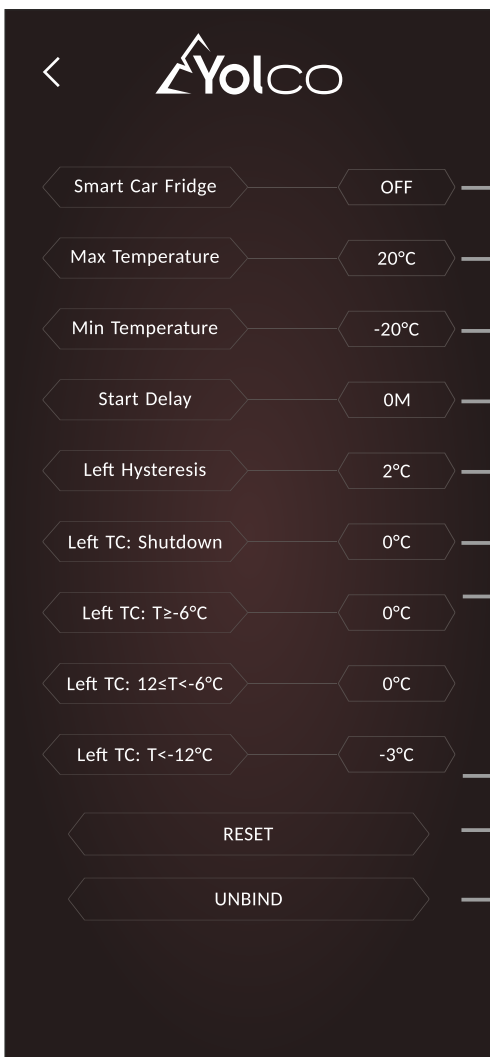 Yolco
Smart Car Fridge OFF
Max Temperature 20°C
Min Temperature -20°C
Start Delay 0M
Left Hysteresis 2°C
Left TC: Shutdown 0°C
Left TC: T≥-6°C 0°C
Left TC: 12≤T<-6°C 0°C
Left TC: T<-12°C -3°C
RESET
UNBIND